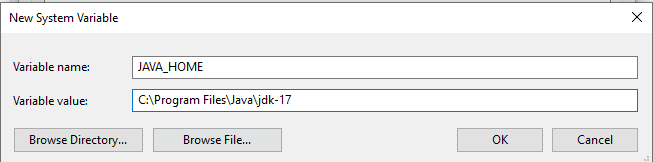 New System Variable
Variable name: JAVA_HOME
Variable value: C:\Program Files\Java\jdk-17
Browse Directory... Browse File... OK Cancel